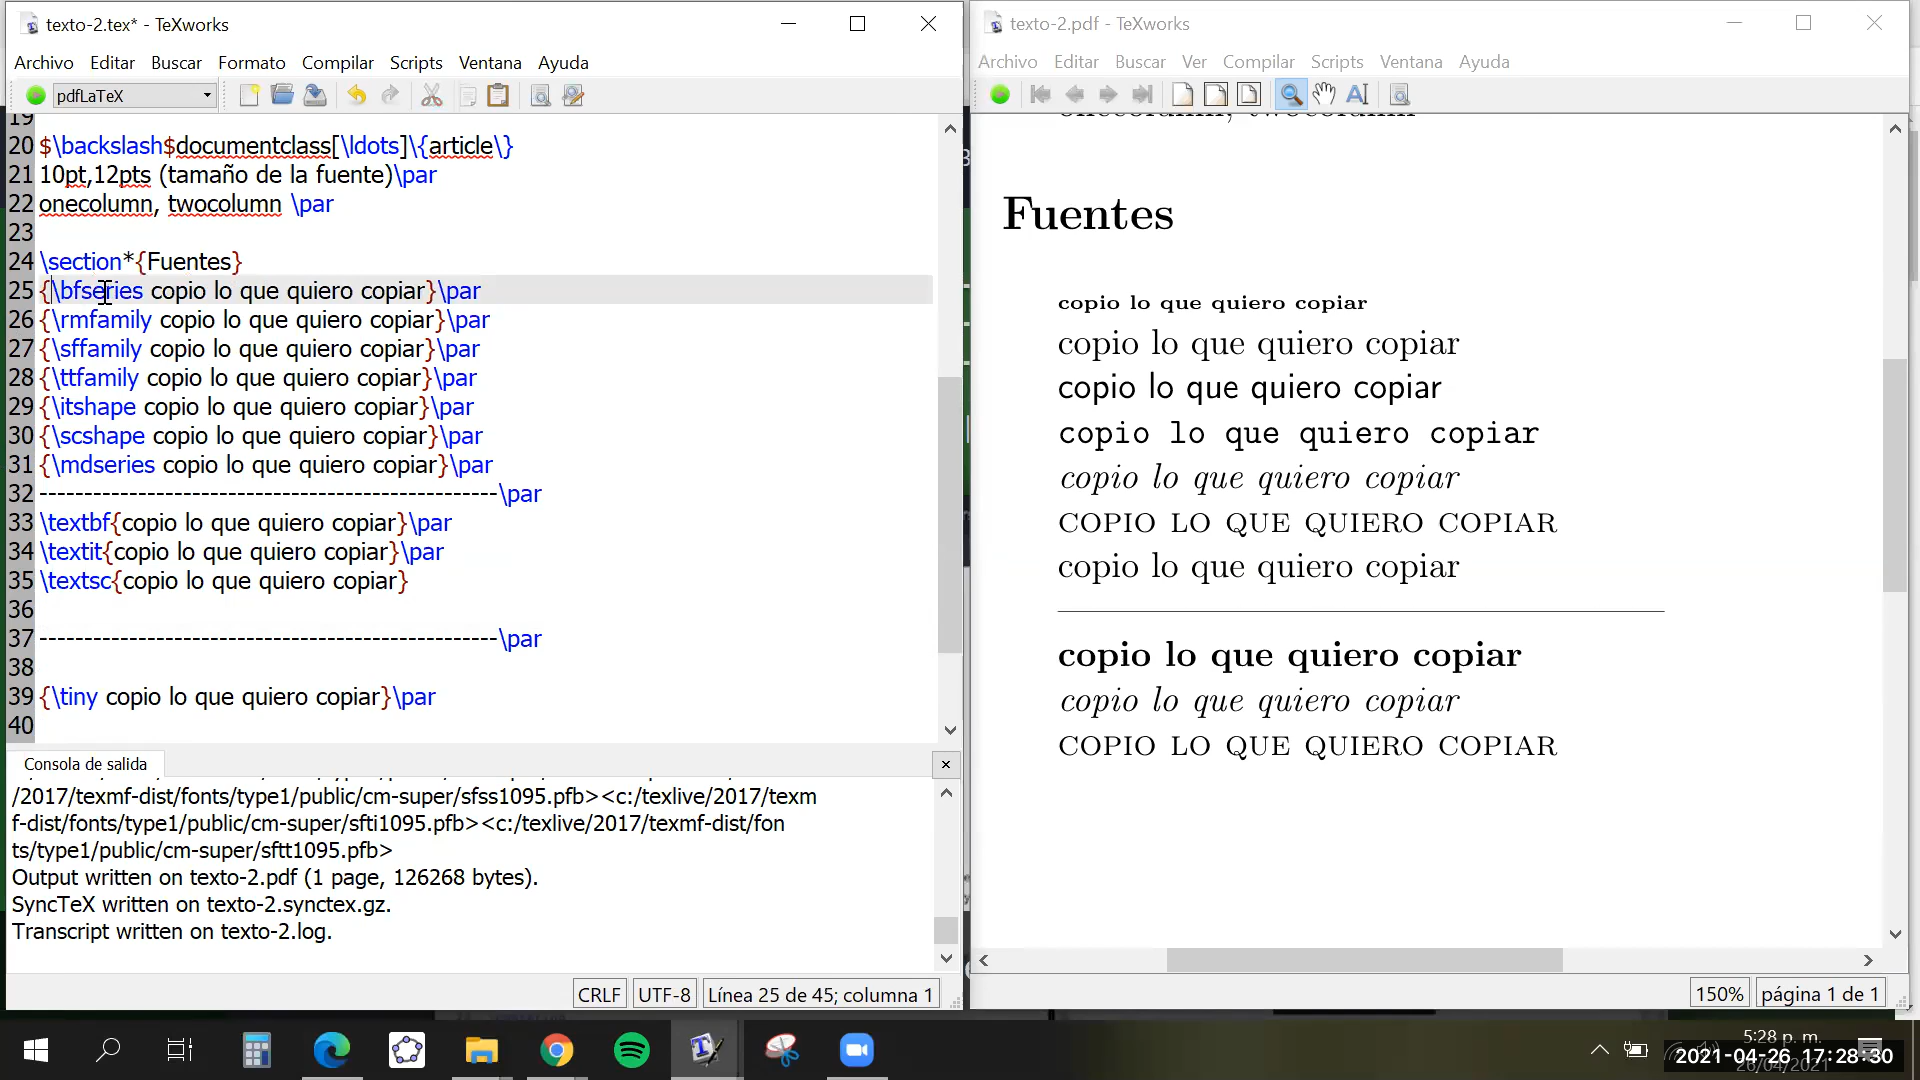 texto-2.tex* - TeXworks
Archivo Editar Buscar Formato Compilar Scripts Ventana Ayuda
pdfLaTeX
19
20 $\backslash$documentclass[\ldots]\{article\}
21 10pt,12pts (tamaño de la fuente)\par
22 onecolumn, twocolumn \par
23
24 \section*{Fuentes}
25 {\bfseries copio lo que quiero copiar}\par
26 {\rmfamily copio lo que quiero copiar}\par
27 {\sffamily copio lo que quiero copiar}\par
28 {\ttfamily copio lo que quiero copiar}\par
29 {\itshape copio lo que quiero copiar}\par
30 {\scshape copio lo que quiero copiar}\par
31 {\mdseries copio lo que quiero copiar}\par
32 ---------------------------------------------------\par
33 \textbf{copio lo que quiero copiar}\par
34 \textit{copio lo que quiero copiar}\par
35 \textsc{copio lo que quiero copiar}
36
37 ---------------------------------------------------\par
38
39 {\tiny copio lo que quiero copiar}\par
40
Consola de salida
/2017/texmf-dist/fonts/type1/public/cm-super/sfss1095.pfb><c:/texlive/2017/texm
f-dist/fonts/type1/public/cm-super/sfti1095.pfb><c:/texlive/2017/texmf-dist/fon
ts/type1/public/cm-super/sftt1095.pfb>
Output written on texto-2.pdf (1 page, 126268 bytes).
SyncTeX written on texto-2.synctex.gz.
Transcript written on texto-2.log.
CRLF UTF-8 Línea 25 de 45; columna 1
texto-2.pdf - TeXworks
Archivo Editar Buscar Ver Compilar Scripts Ventana Ayuda
onecolumn, twocolumn
Fuentes
copio lo que quiero copiar
copio lo que quiero copiar
copio lo que quiero copiar
copio lo que quiero copiar
copio lo que quiero copiar
COPIO LO QUE QUIERO COPIAR
copio lo que quiero copiar
copio lo que quiero copiar
copio lo que quiero copiar
COPIO LO QUE QUIERO COPIAR
150% página 1 de 1
5:28 p. m.
26/04/2021
2021-04-26 17:28:30